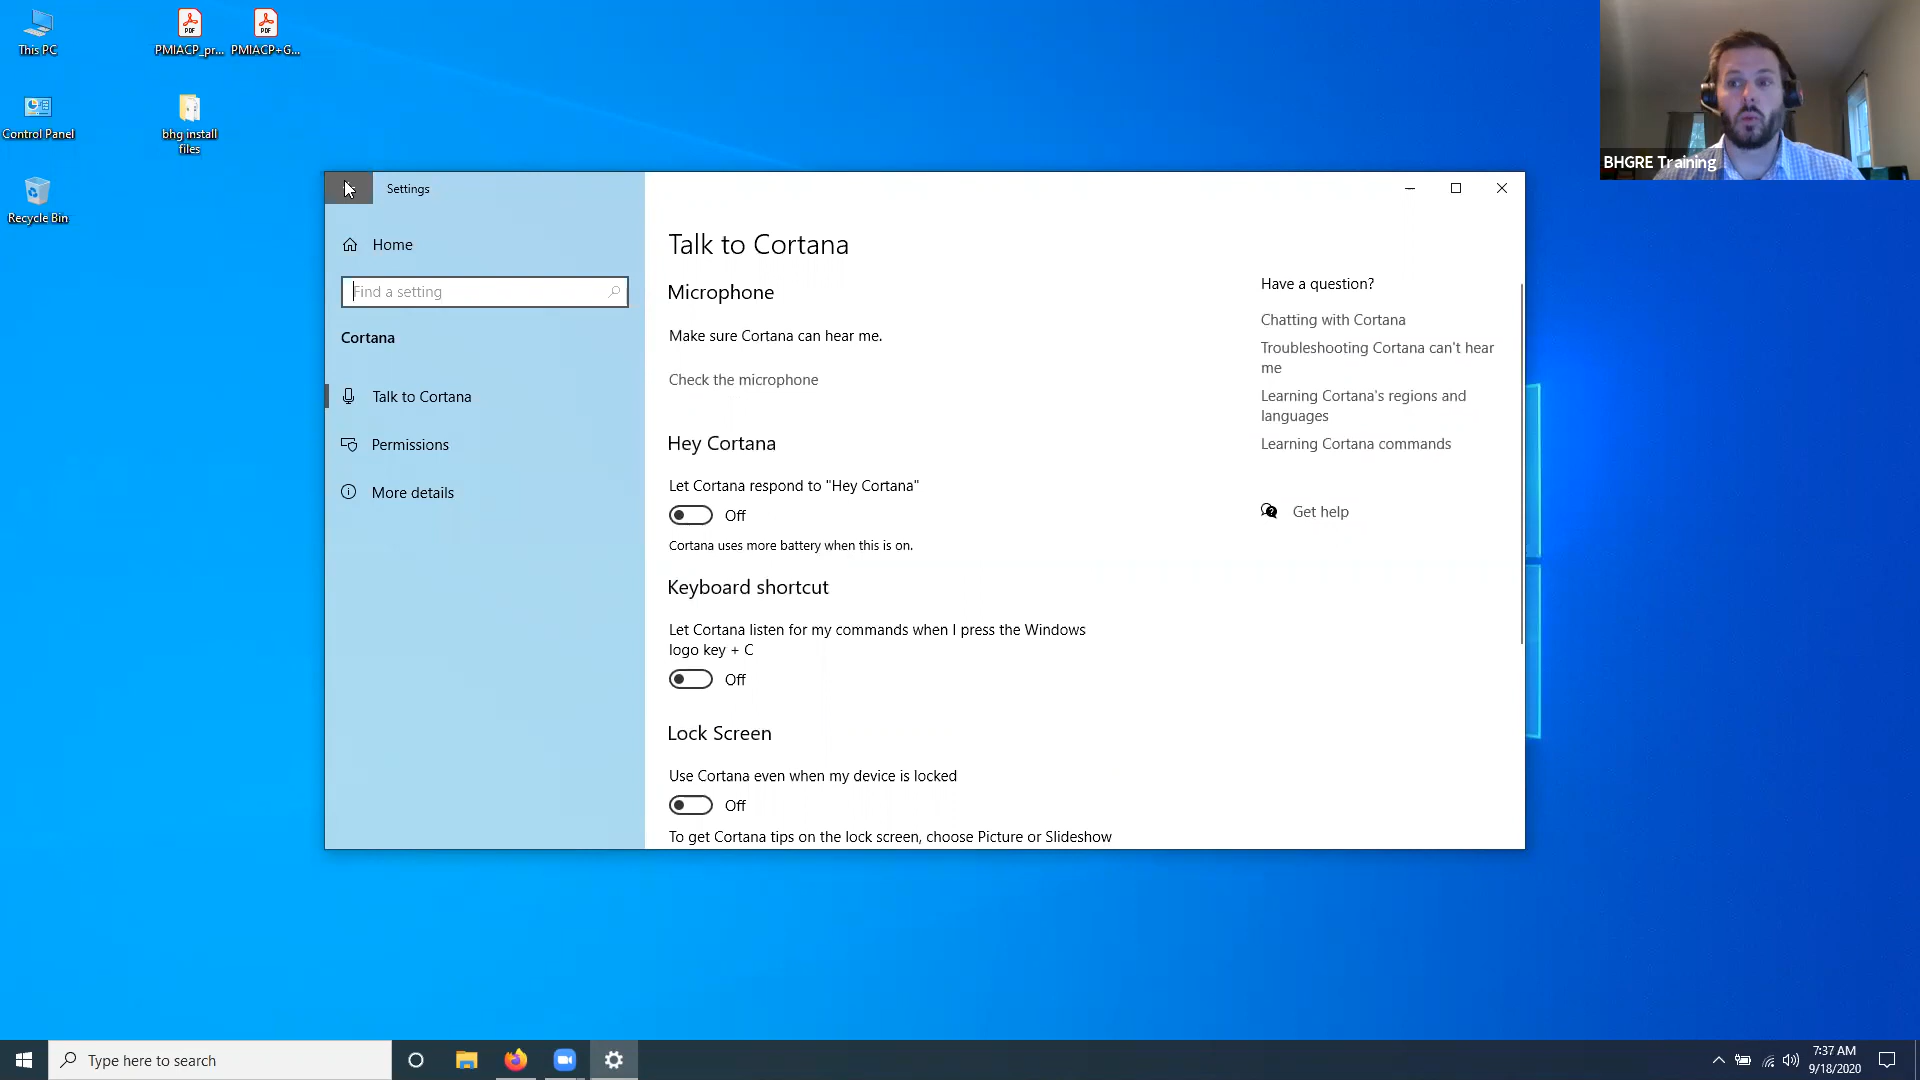 This PC
PMIACP_pr...
PMIACP+G...
Control Panel
bhg install
files
Recycle Bin
BHGRE Training
Settings
Home
Find a setting
Cortana
Talk to Cortana
Permissions
More details
Talk to Cortana
Microphone
Make sure Cortana can hear me.
Check the microphone
Hey Cortana
Let Cortana respond to "Hey Cortana"
Off
Cortana uses more battery when this is on.
Keyboard shortcut
Let Cortana listen for my commands when I press the Windows
logo key + C
Off
Lock Screen
Use Cortana even when my device is locked
Off
To get Cortana tips on the lock screen, choose Picture or Slideshow
Have a question?
Chatting with Cortana
Troubleshooting Cortana can't hear
me
Learning Cortana's regions and
languages
Learning Cortana commands
Get help
Type here to search
7:37 AM
9/18/2020